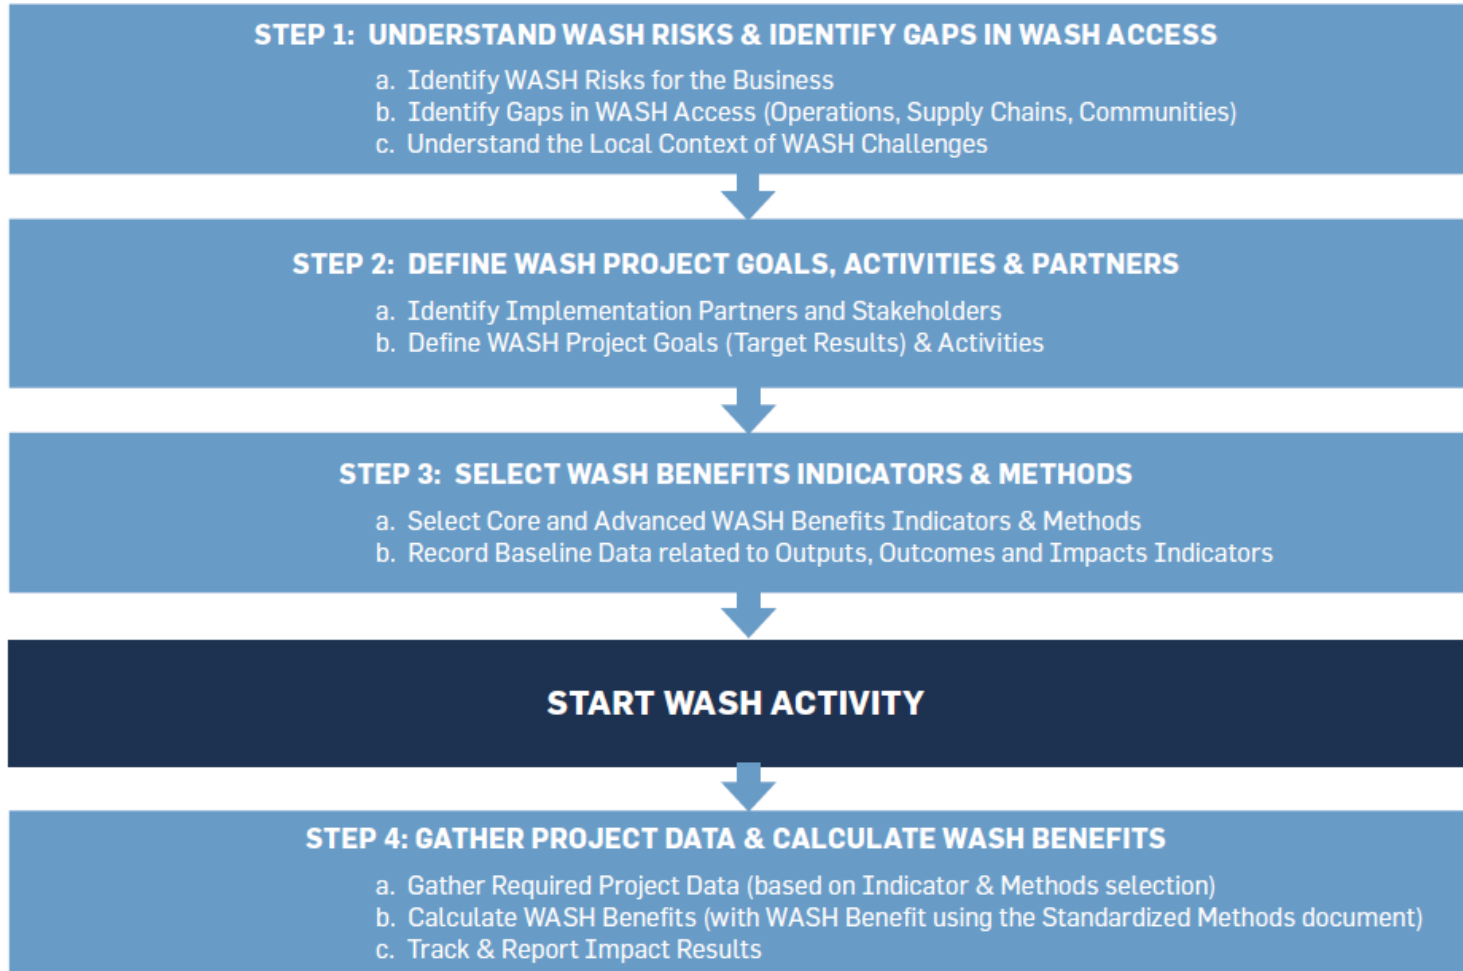 STEP 1: UNDERSTAND WASH RISKS & IDENTIFY GAPS IN WASH ACCESS
a. Identify WASH Risks for the Business
b. Identify Gaps in WASH Access (Operations, Supply Chains, Communities)
c. Understand the Local Context of WASH Challenges
STEP 2: DEFINE WASH PROJECT GOALS, ACTIVITIES & PARTNERS
a. Identify Implementation Partners and Stakeholders
b. Define WASH Project Goals (Target Results) & Activities
STEP 3: SELECT WASH BENEFITS INDICATORS & METHODS
a. Select Core and Advanced WASH Benefits Indicators & Methods
b. Record Baseline Data related to Outputs, Outcomes and Impacts Indicators
START WASH ACTIVITY
STEP 4: GATHER PROJECT DATA & CALCULATE WASH BENEFITS
a. Gather Required Project Data (based on Indicator & Methods selection)
b. Calculate WASH Benefits (with WASH Benefit using the Standardized Methods document)
c. Track & Report Impact Results